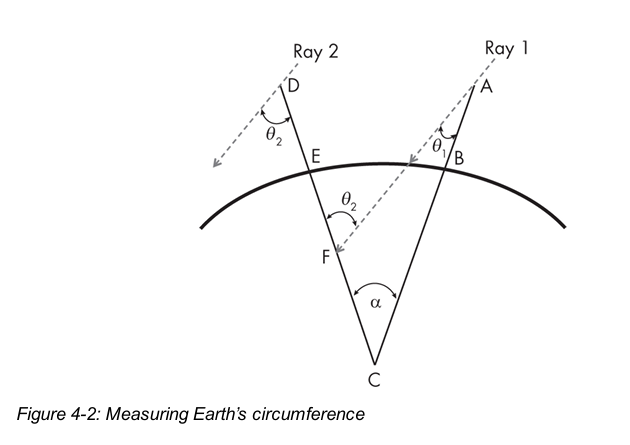 Ray 2
Ray 1
D
A
θ2
θ1
E
B
θ2
F
α
C
Figure 4-2: Measuring Earth's circumference